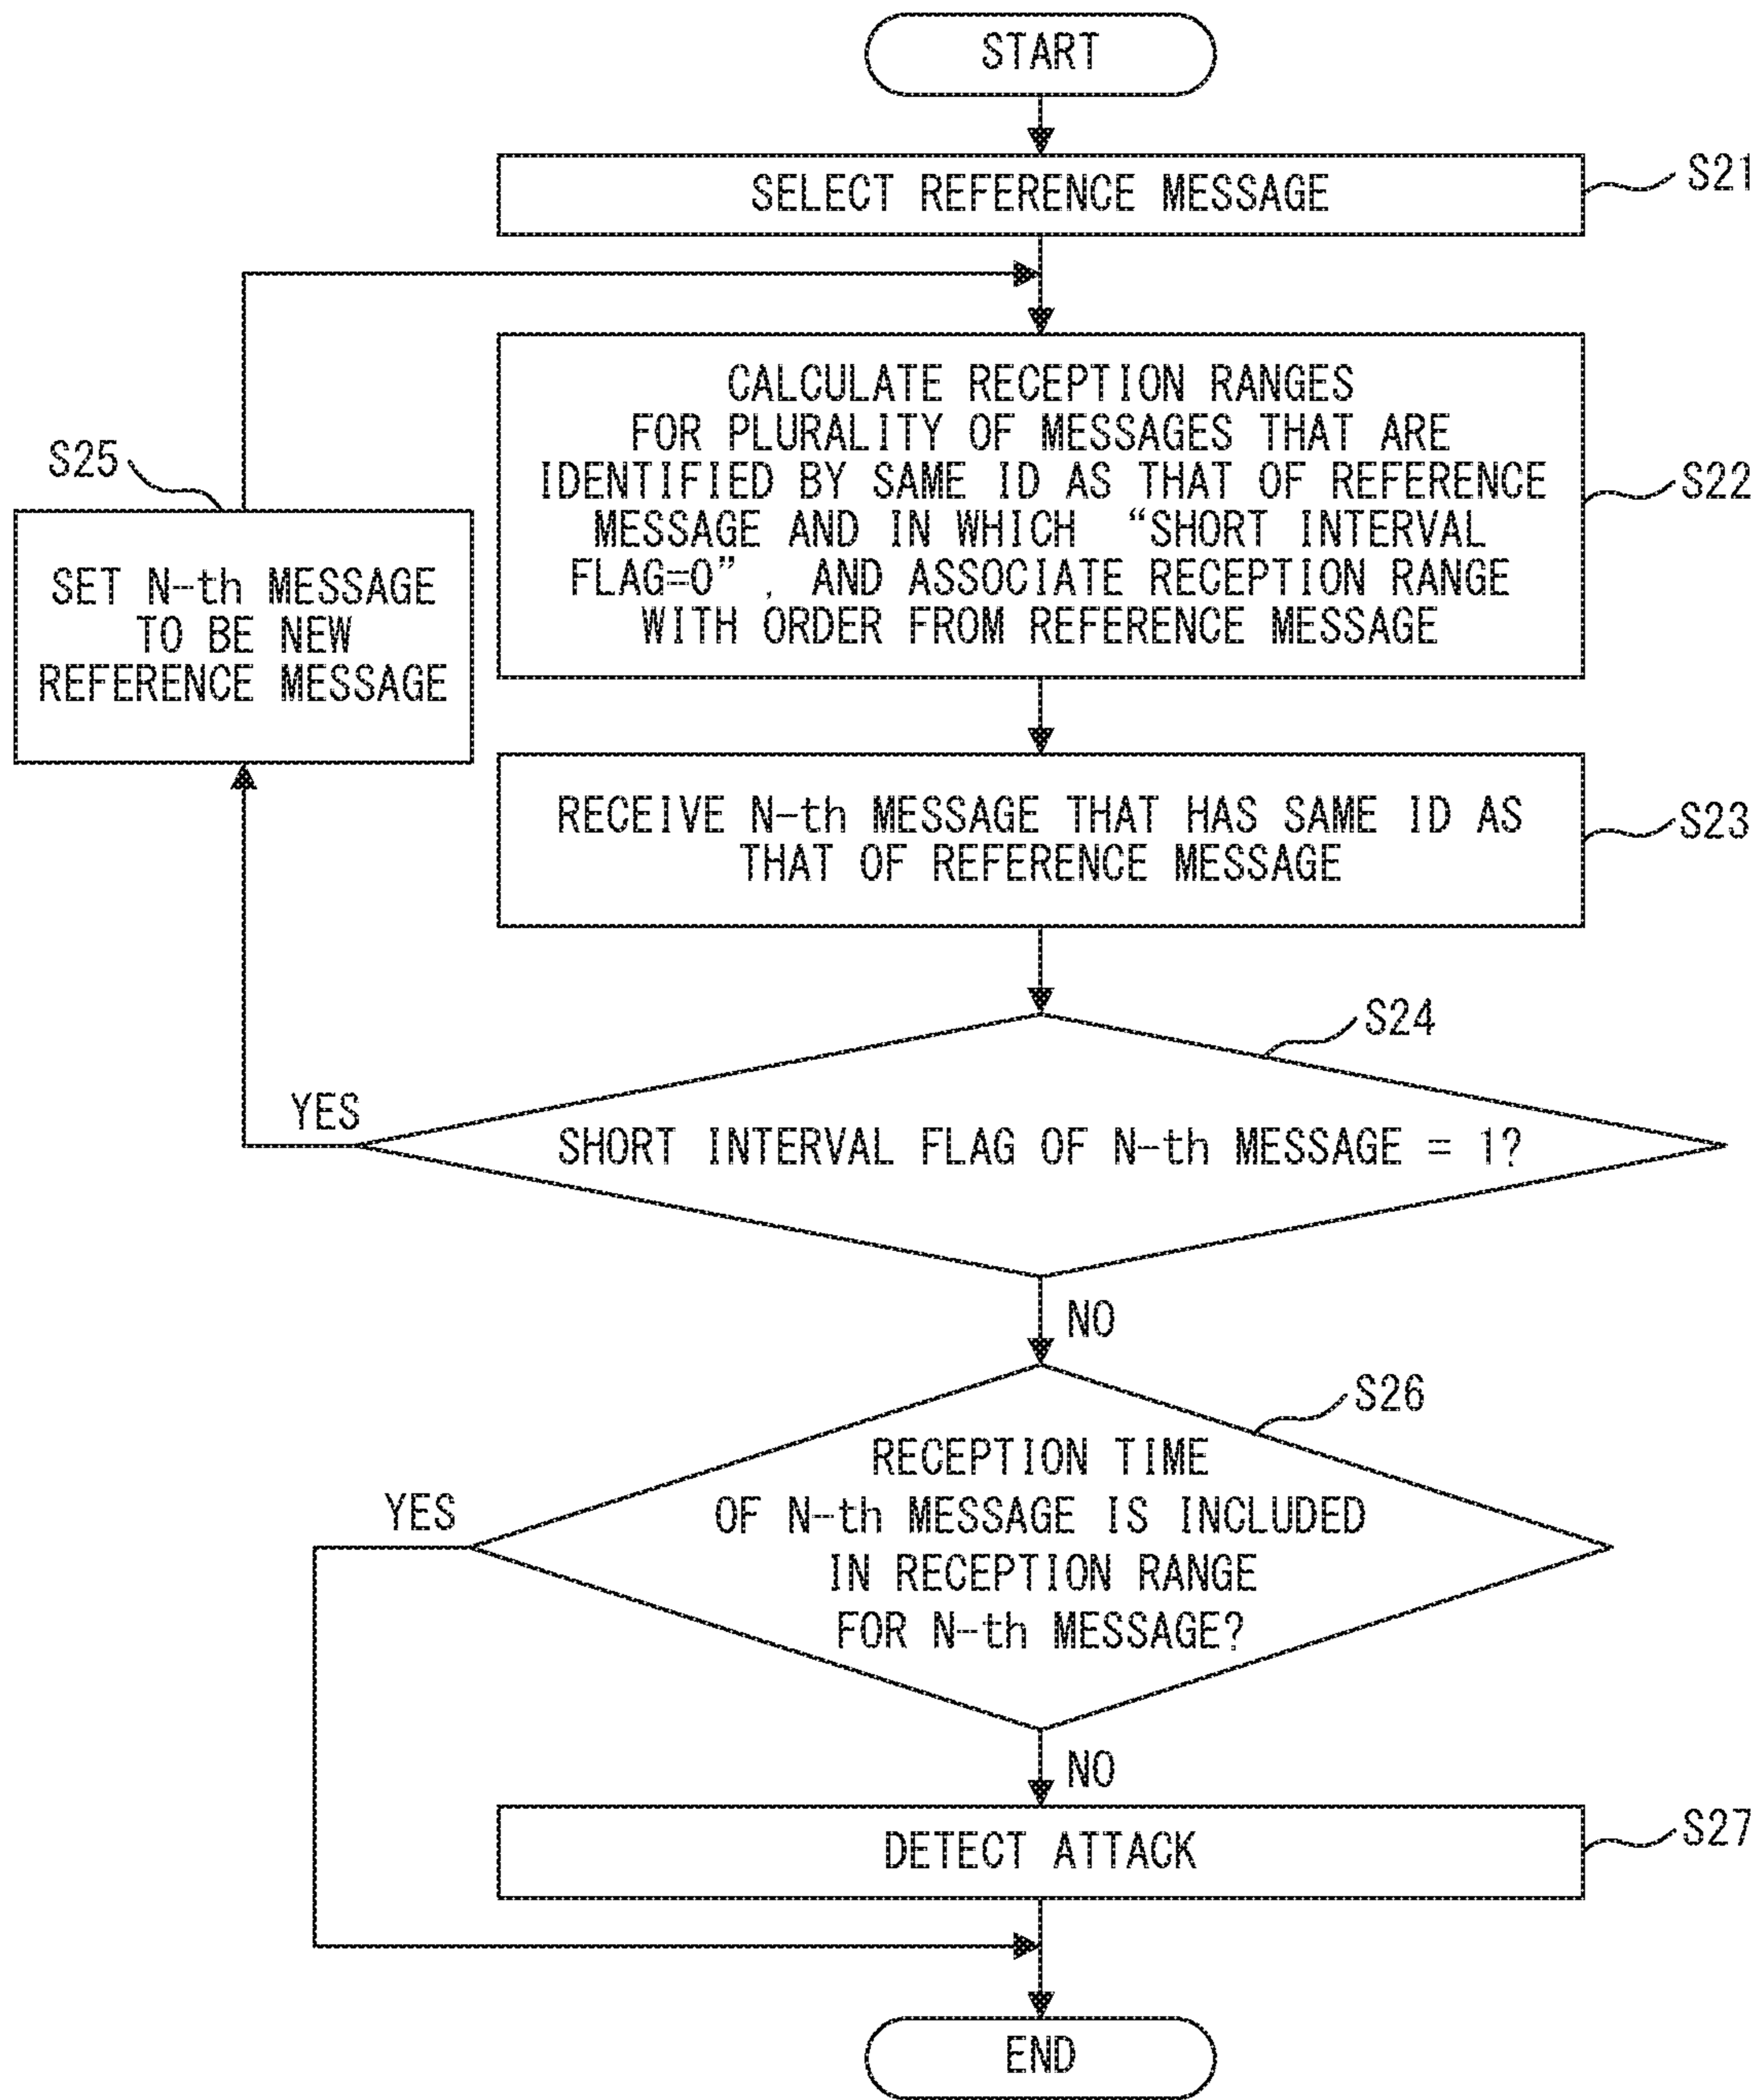 START
SELECT REFERENCE MESSAGE
S21
CALCULATE RECEPTION RANGES
FOR PLURALITY OF MESSAGES THAT ARE
IDENTIFIED BY SAME ID AS THAT OF REFERENCE
MESSAGE AND IN WHICH “SHORT INTERVAL
FLAG=0”, AND ASSOCIATE RECEPTION RANGE
WITH ORDER FROM REFERENCE MESSAGE
S22
S25
SET N-th MESSAGE
TO BE NEW
REFERENCE MESSAGE
RECEIVE N-th MESSAGE THAT HAS SAME ID AS
THAT OF REFERENCE MESSAGE
S23
S24
YES
SHORT INTERVAL FLAG OF N-th MESSAGE = 1?
NO
S26
YES
RECEPTION TIME
OF N-th MESSAGE IS INCLUDED
IN RECEPTION RANGE
FOR N-th MESSAGE?
NO
DETECT ATTACK
S27
END